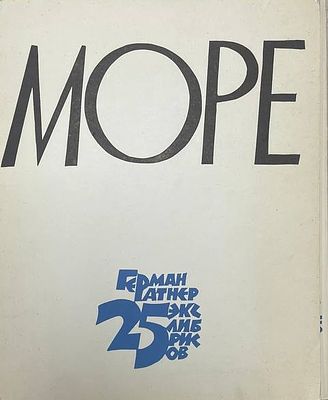 МОРЕ
ГЕРМАН
РАТНЕР
25 ЭКС
ЛИБ
РИС
ОВ